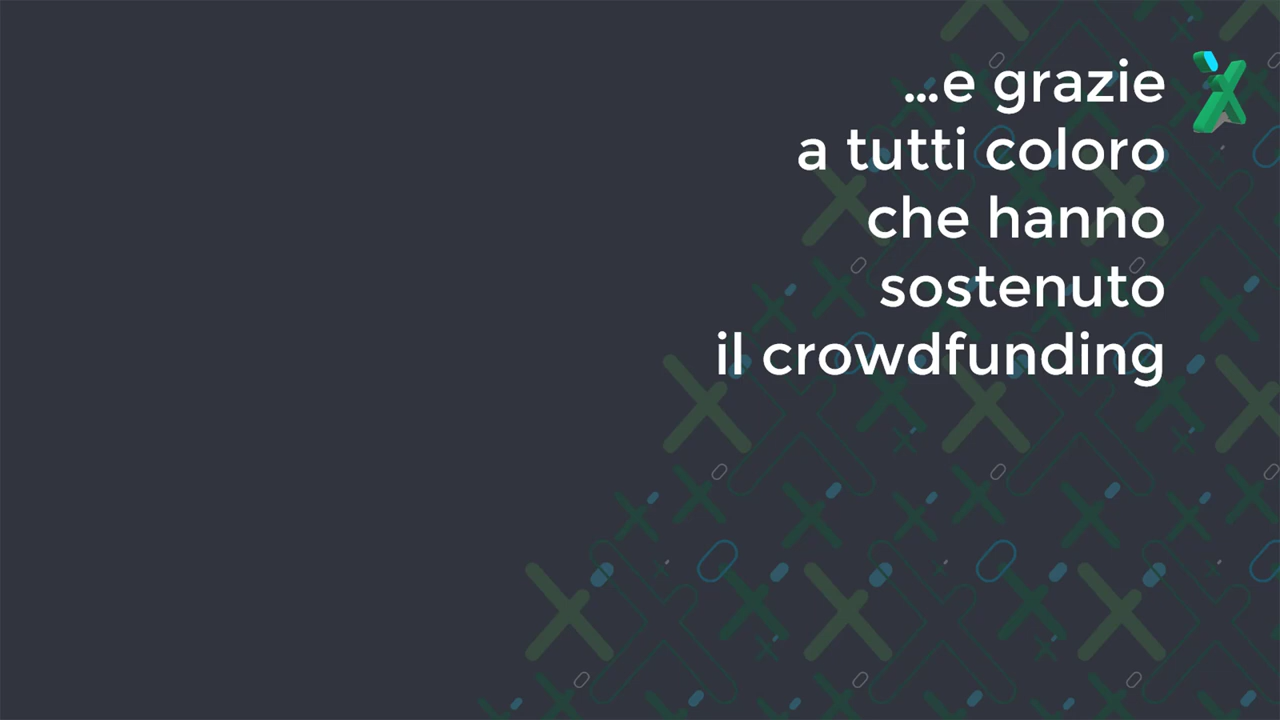 ...e grazie
a tutti coloro
che hanno
sostenuto
il crowdfunding